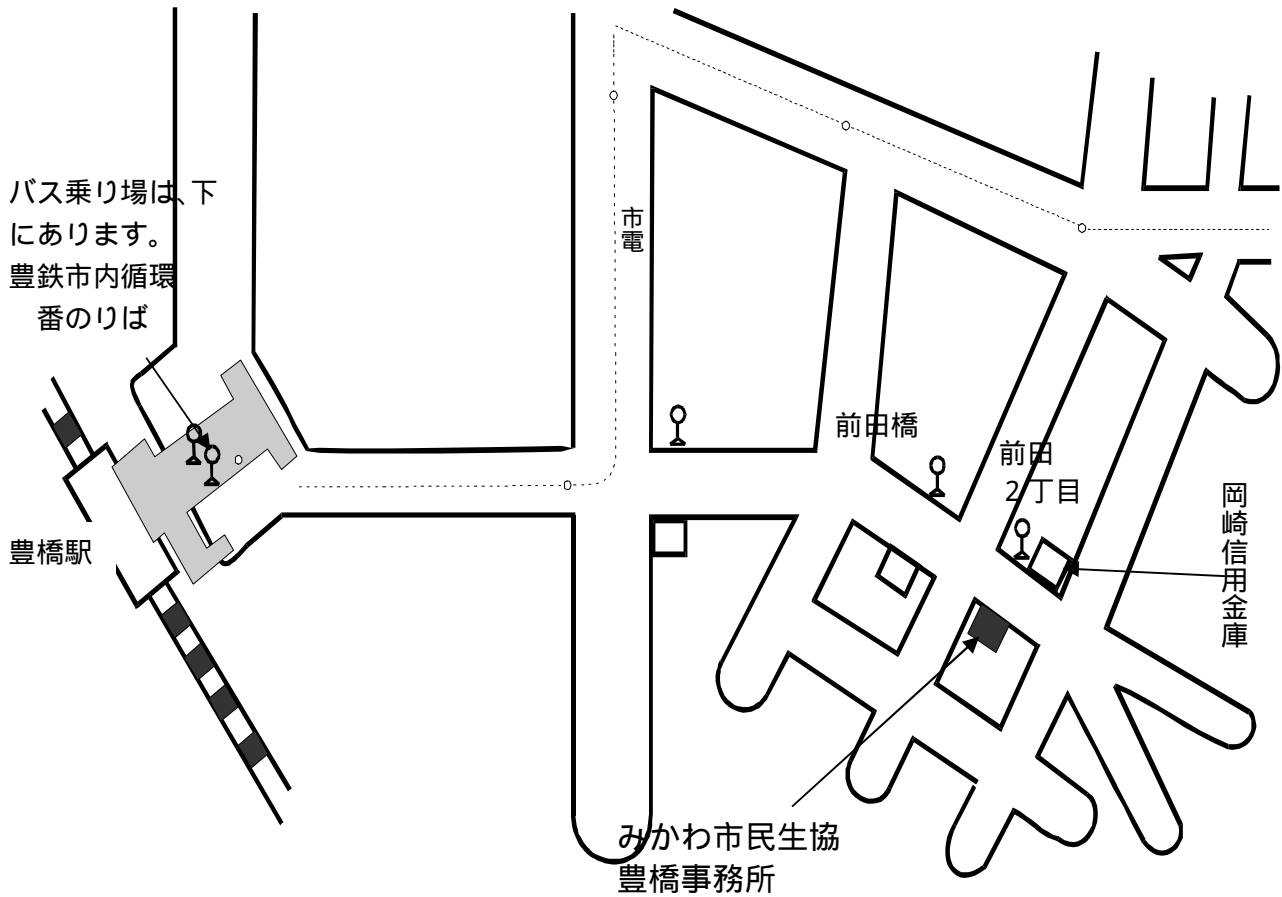 バス乗り場は、下
にあります。
豊鉄市内循環
番のりば
市電
前田橋
前田
２丁目
岡崎信用金庫
豊橋駅
みかわ市民生協
豊橋事務所